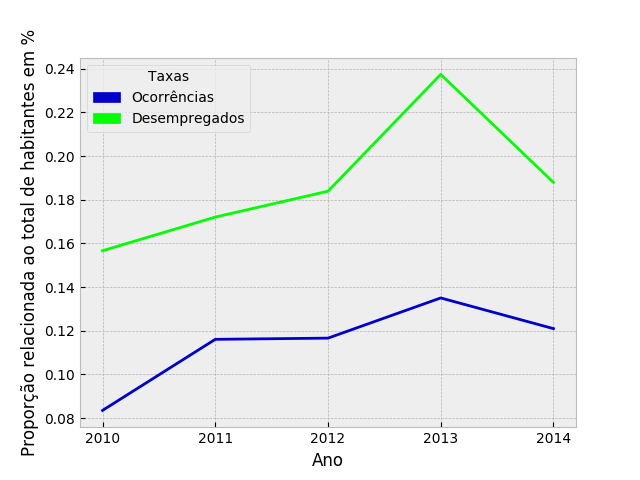 Proporção relacionada ao total de habitantes em %
0.24
0.22
0.20
0.18
0.16
0.14
0.12
0.10
0.08
Taxas
Ocorrências
Desempregados
2010 2011 2012 2013 2014
Ano